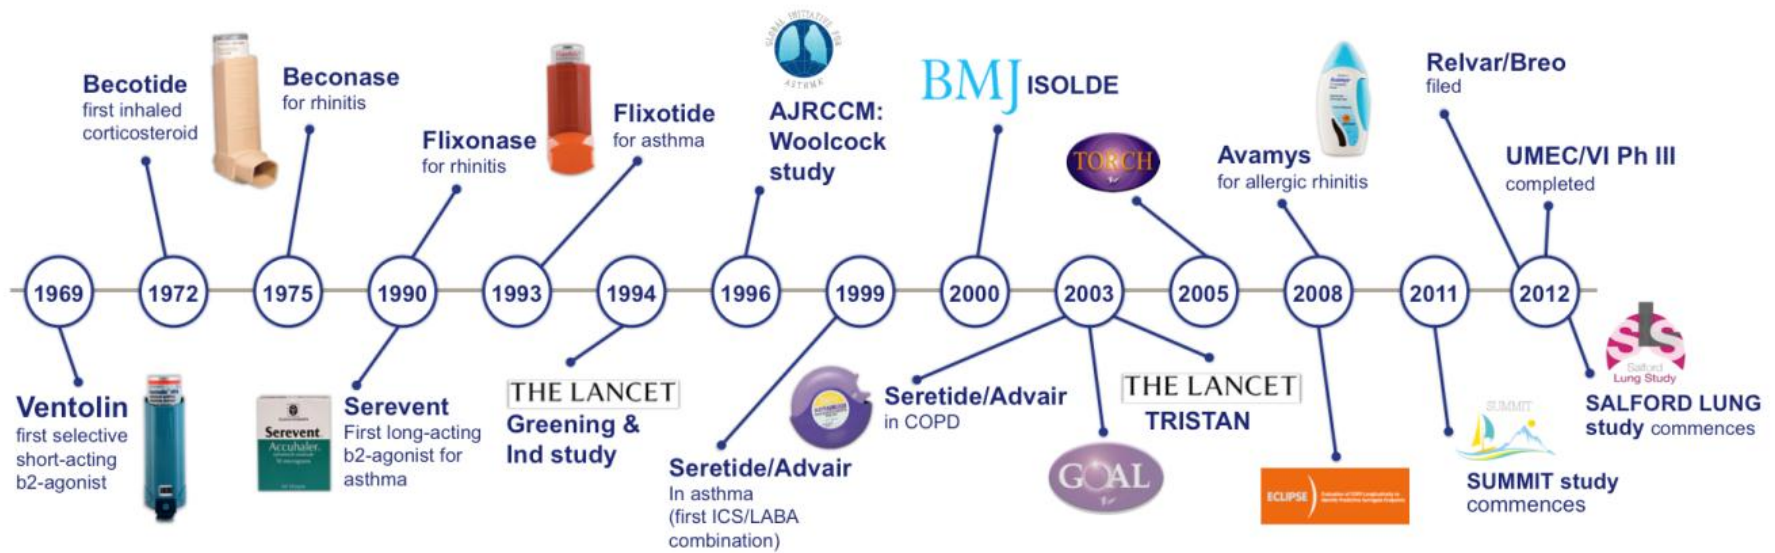 Becotide
first inhaled
corticosteroid
Beconase
for rhinitis
Flixonase
for rhinitis
Flixotide
for asthma
GLOBAL INITIATIVE FOR
ASTHMA
AJRCCM:
Woolcock
study
BMJ ISOLDE
TORCH
Avamys
for allergic rhinitis
Relvar/Breo
filed
UMEC/VI Ph III
completed
1969
1972
1975
1990
1993
1994
1996
1999
2000
2003
2005
2008
2011
2012
Ventolin
first selective
short-acting
b2-agonist
Serevent
Accuhaler
Serevent
First long-acting
b2-agonist for
asthma
THE LANCET
Greening &
Ind study
Seretide/Advair
In asthma
(first ICS/LABA
combination)
Seretide/Advair
in COPD
GOAL
THE LANCET
TRISTAN
ECLIPSE
SUMMIT
SUMMIT study
commences
SLS
Salford
Lung Study
SALFORD LUNG
study commences